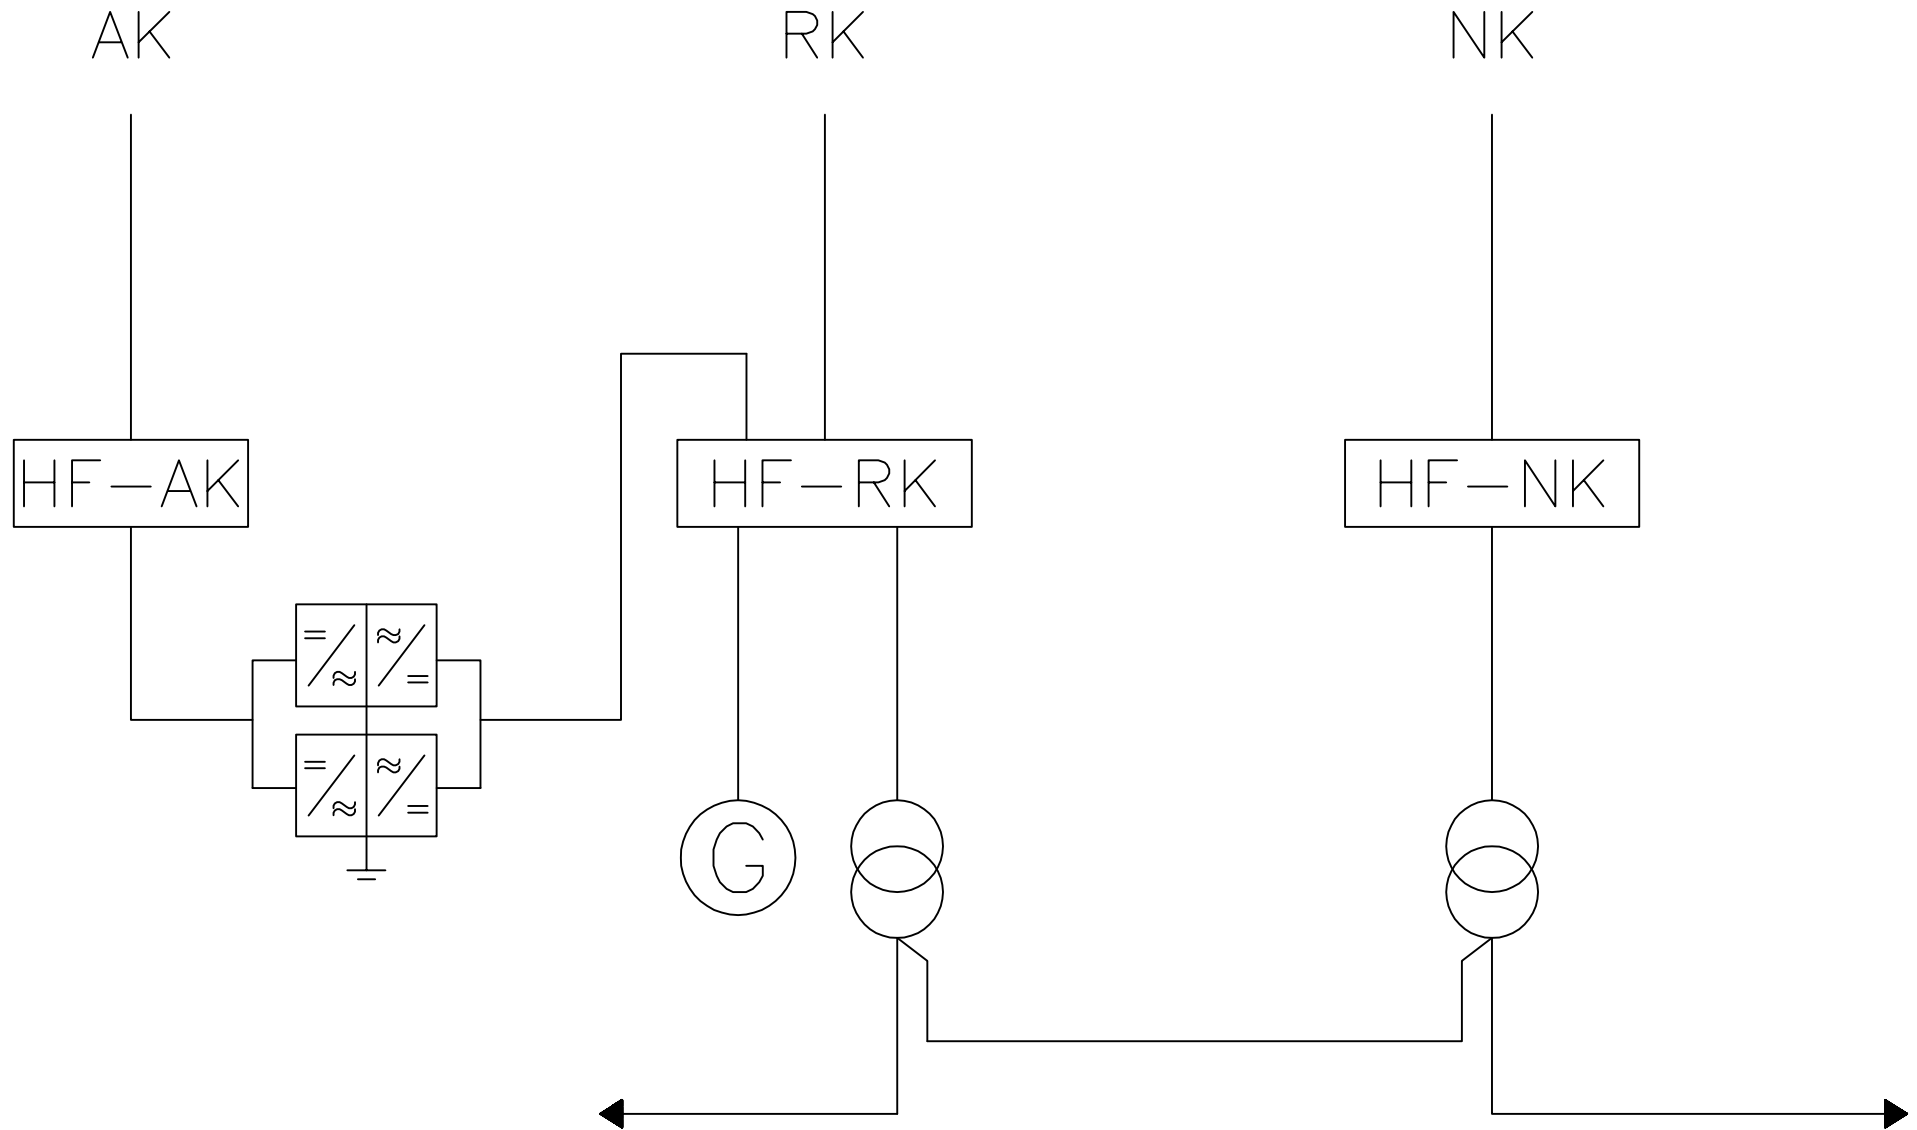 AK RK NK
HF-AK HF-RK HF-NK
= ≈ ≈ =
= ≈ ≈ =
G